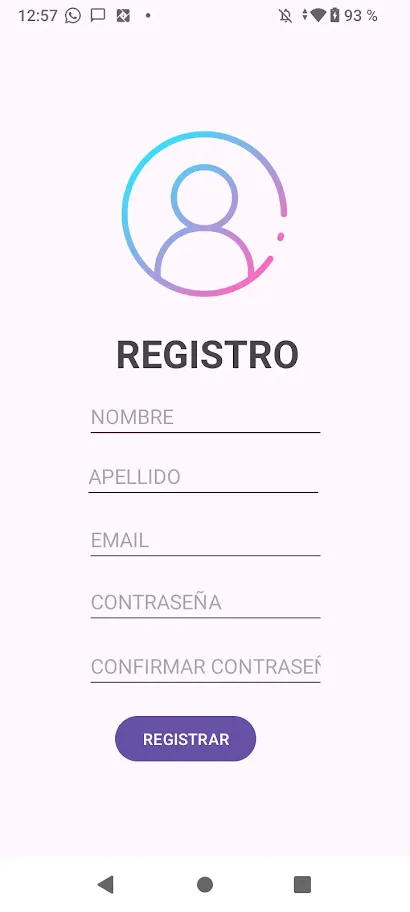 12:57 93 %
REGISTRO
NOMBRE
APELLIDO
EMAIL
CONTRASEÑA
CONFIRMAR CONTRASEÑ
REGISTRAR